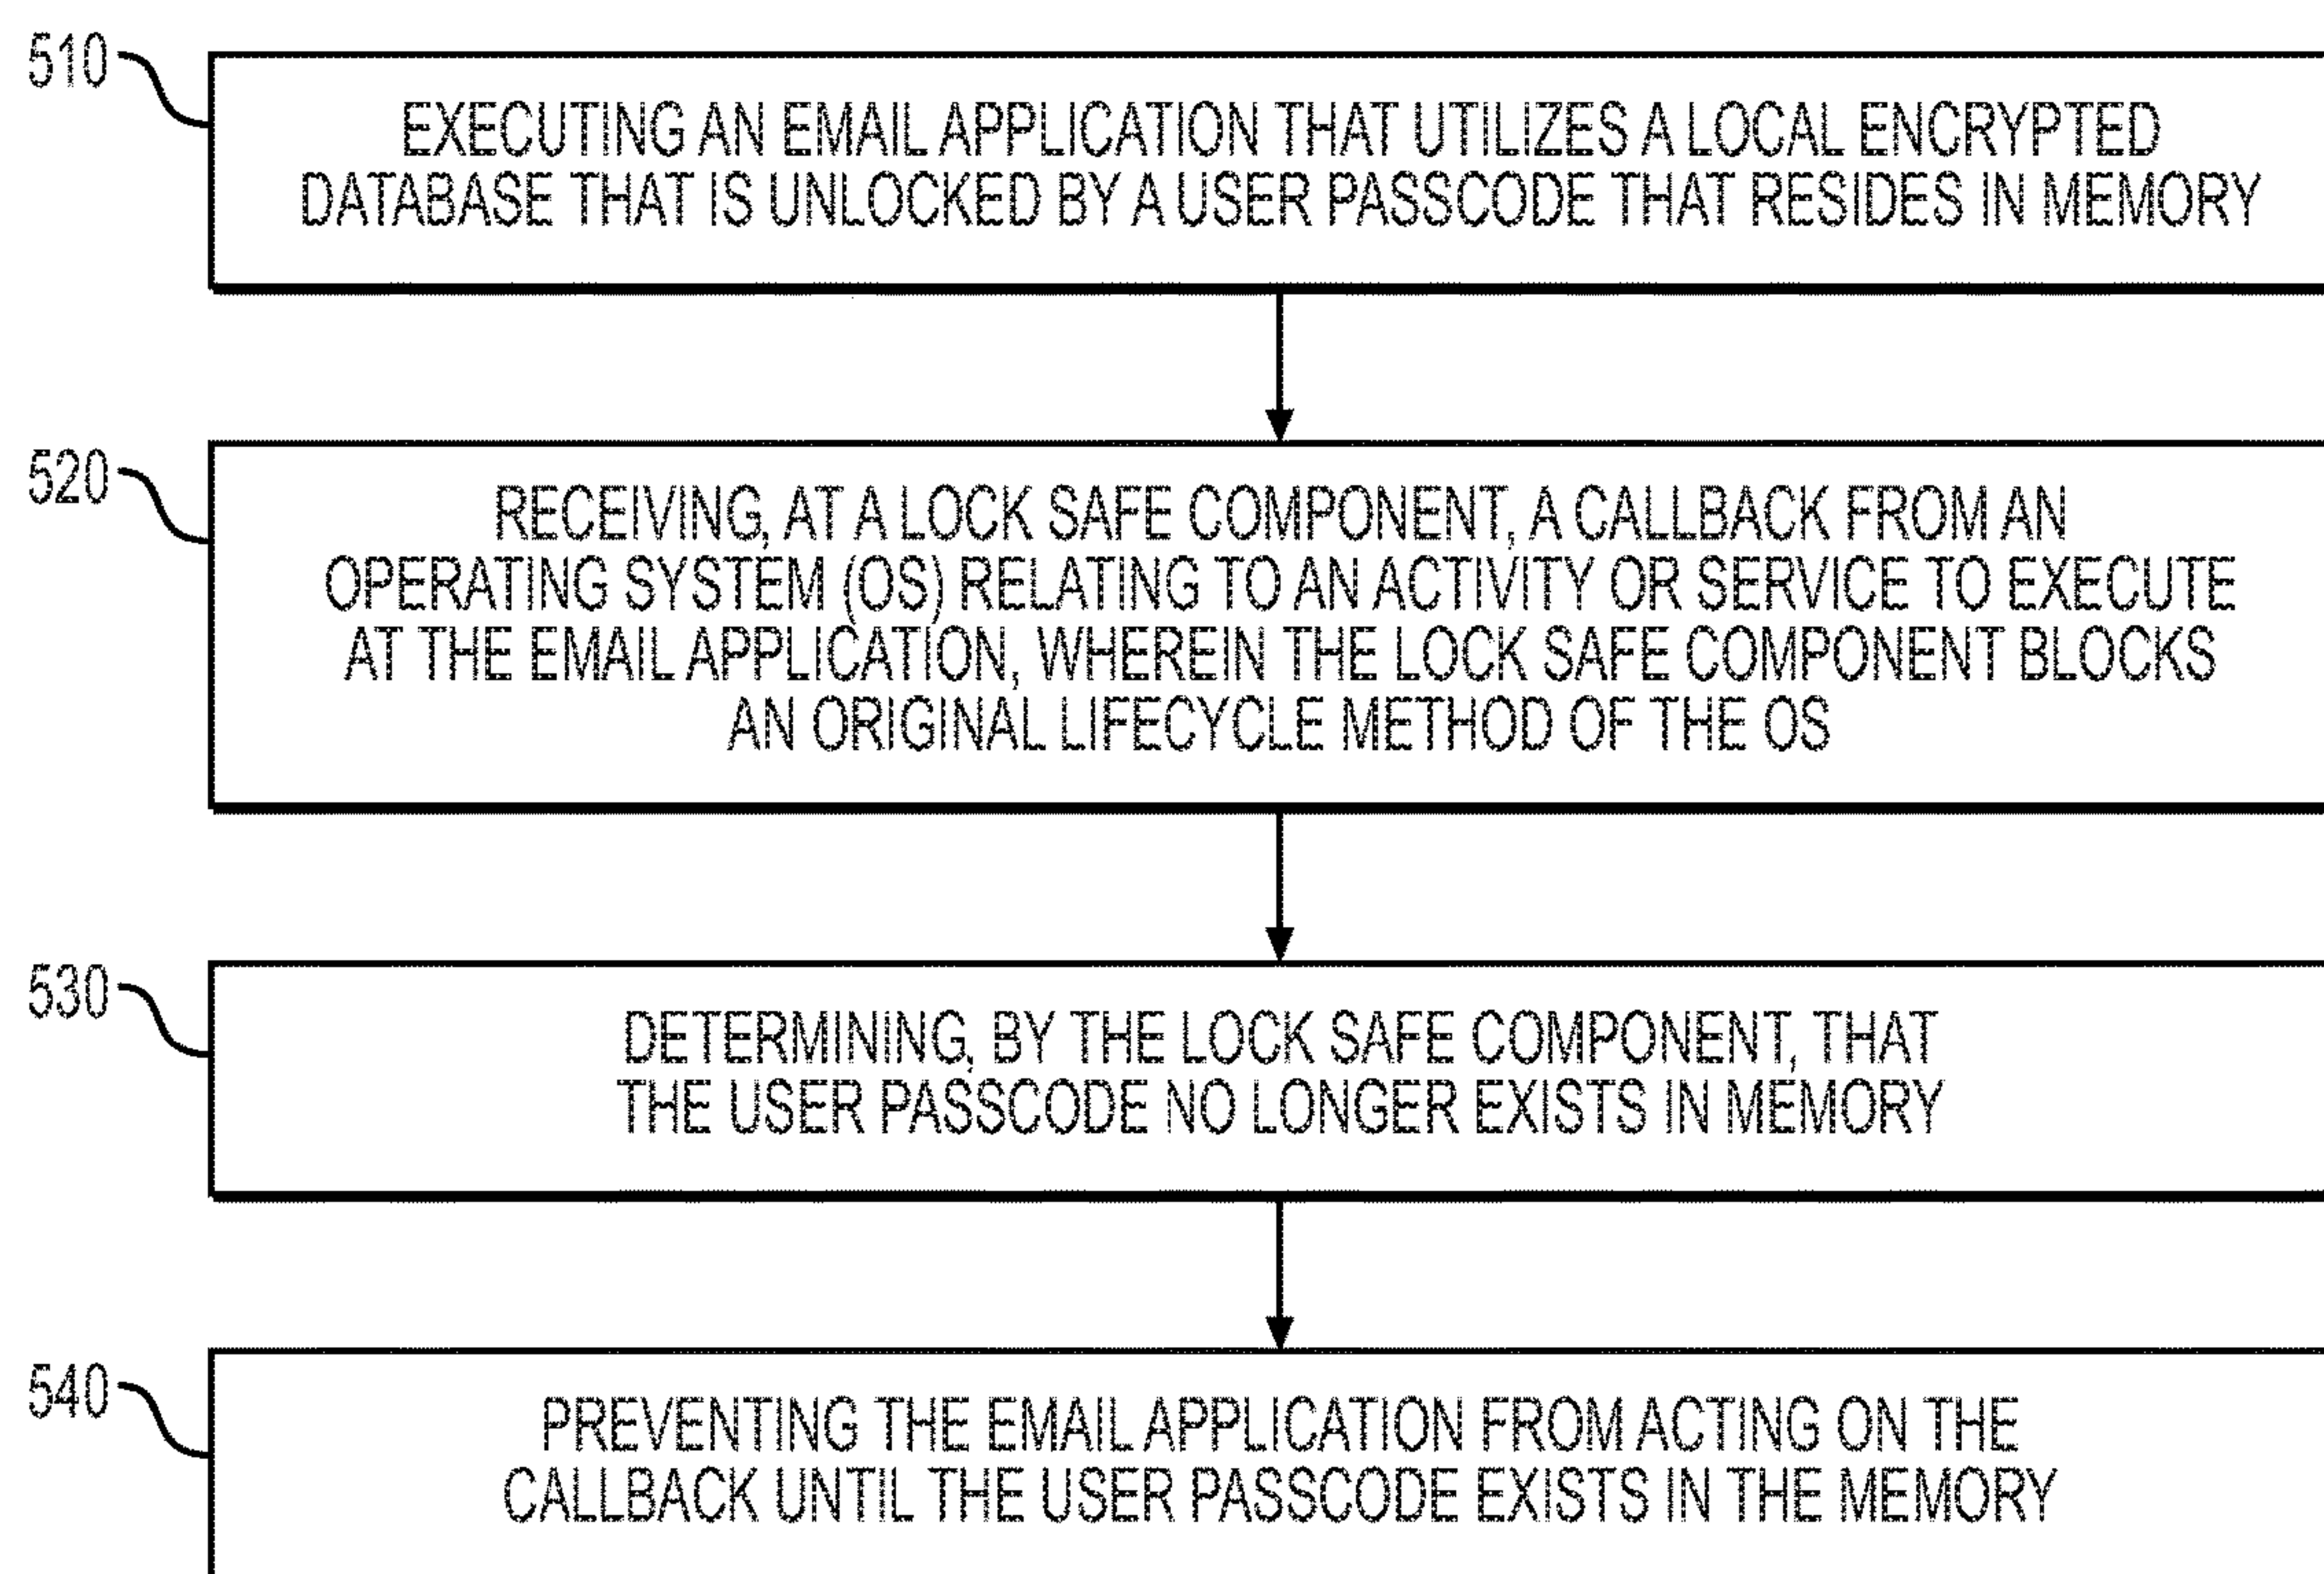 510
EXECUTING AN EMAIL APPLICATION THAT UTILIZES A LOCAL ENCRYPTED
DATABASE THAT IS UNLOCKED BY A USER PASSCODE THAT RESIDES IN MEMORY
520
RECEIVING, AT A LOCK SAFE COMPONENT, A CALLBACK FROM AN
OPERATING SYSTEM (OS) RELATING TO AN ACTIVITY OR SERVICE TO EXECUTE
AT THE EMAIL APPLICATION, WHEREIN THE LOCK SAFE COMPONENT BLOCKS
AN ORIGINAL LIFECYCLE METHOD OF THE OS
530
DETERMINING, BY THE LOCK SAFE COMPONENT, THAT
THE USER PASSCODE NO LONGER EXISTS IN MEMORY
540
PREVENTING THE EMAIL APPLICATION FROM ACTING ON THE
CALLBACK UNTIL THE USER PASSCODE EXISTS IN THE MEMORY